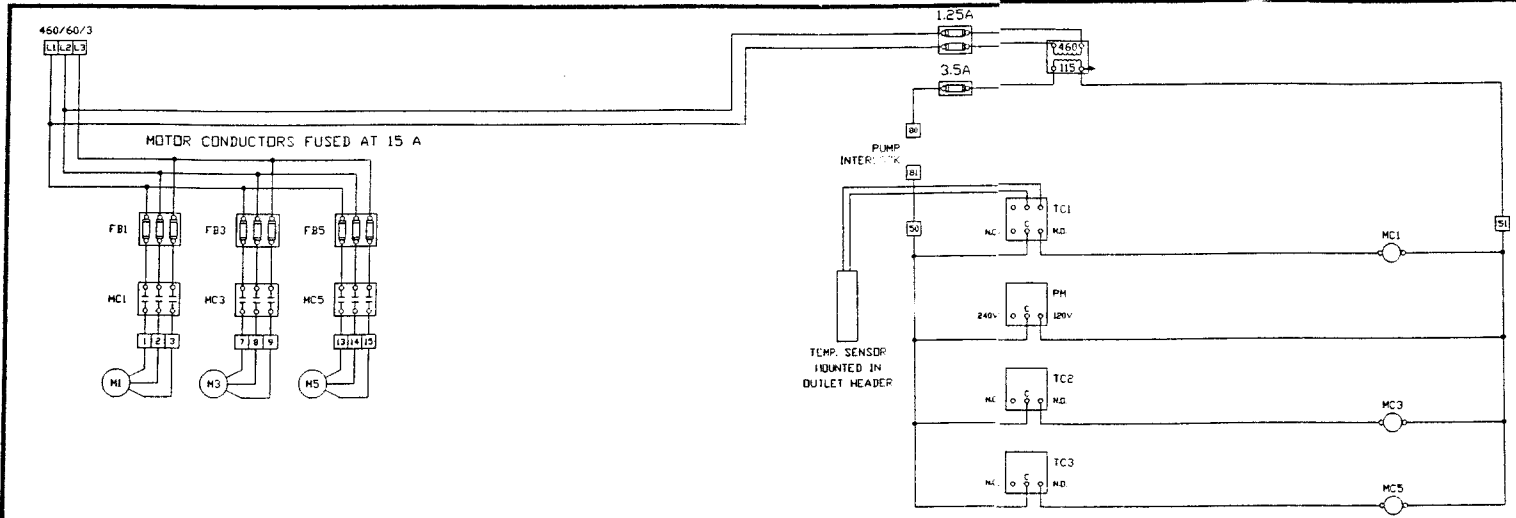 460/60/3
L1 L2 L3
1.25A
460
115
3.5A
80
PUMP
81
MOTOR CONDUCTORS FUSED AT 15 A
FB1
FB3
FB5
MC1
MC3
MC5
1 2 3
7 8 9
13 14 15
M1
M3
M5
TEMP. SENSOR
MOUNTED IN
OUTLET HEADER
50
51
TC1
N.C. C N.O.
MC1
PM
240V C 120V
TC2
N.C. C N.O.
MC3
TC3
N.C. C N.O.
MC5